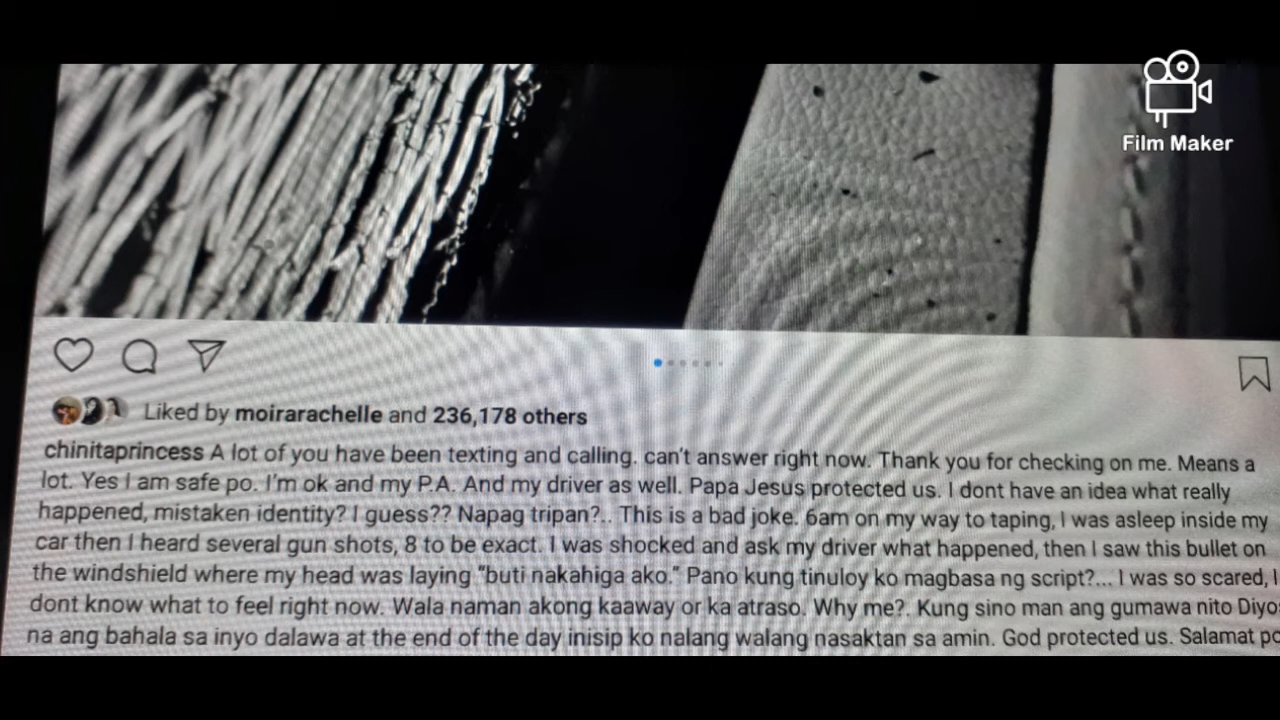 Film Maker
Liked by moirarachelle and 236,178 others
chinitaprincess A lot of you have been texting and calling. can't answer right now. Thank you for checking on me. Means a
lot. Yes I am safe po. I'm ok and my P.A. And my driver as well. Papa Jesus protected us. I dont have an idea what really
happened, mistaken identity? I guess?? Napag tripan?.. This is a bad joke. 6am on my way to taping, I was asleep inside my
car then I heard several gun shots, 8 to be exact. I was shocked and ask my driver what happened, then I saw this bullet on
the windshield where my head was laying "buti nakahiga ako." Pano kung tinuloy ko magbasa ng script?... I was so scared, I
dont know what to feel right now. Wala naman akong kaaway or ka atraso. Why me?. Kung sino man ang gumawa nito Diyos
na ang bahala sa inyo dalawa at the end of the day inisip ko nalang walang nasaktan sa amin. God protected us. Salamat po